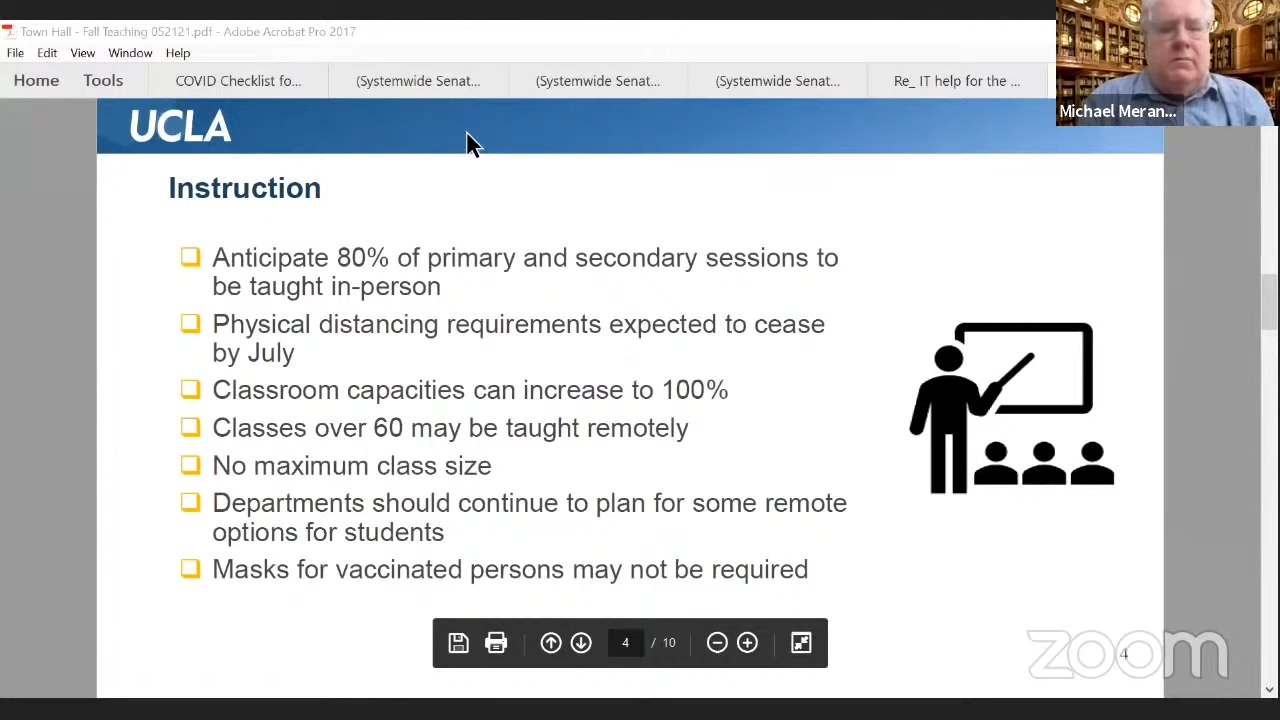 Town Hall - Fall Teaching 052121.pdf - Adobe Acrobat Pro 2017
File Edit View Window Help
Home Tools COVID Checklist fo... (Systemwide Senat... (Systemwide Senat... (Systemwide Senat... Re_ IT help for the ...
Michael Meran...
UCLA
Instruction
Anticipate 80% of primary and secondary sessions to
be taught in-person
Physical distancing requirements expected to cease
by July
Classroom capacities can increase to 100%
Classes over 60 may be taught remotely
No maximum class size
Departments should continue to plan for some remote
options for students
Masks for vaccinated persons may not be required
4 / 10
zoom
4